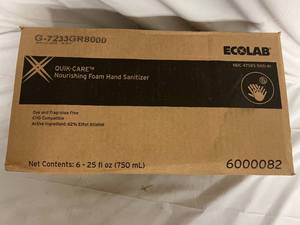 G-7233GR8000
ECOLAB
QUIK-CARE™
Nourishing Foam Hand Sanitizer
Dye and Fragrance Free
CHG Compatible
Active Ingredient: 62% Ethyl Alcohol
Net Contents: 6 - 25 fl oz (750 mL)
6000082